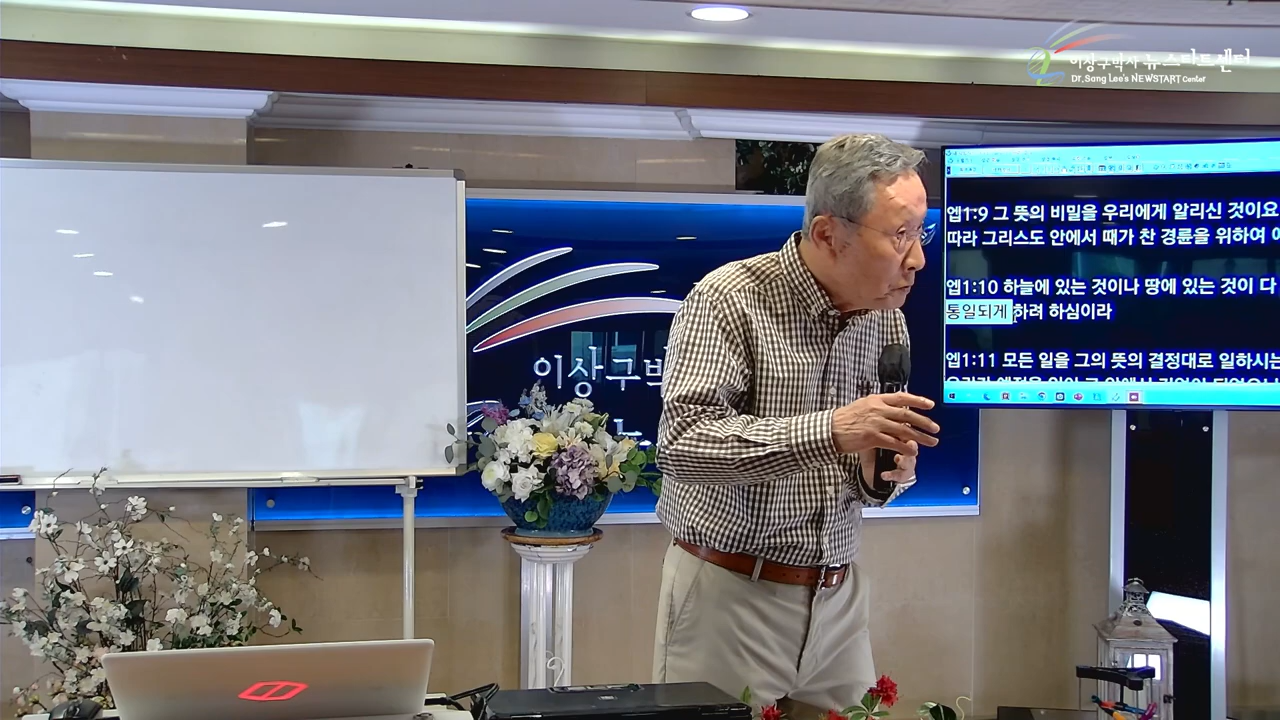 이상구박사 뉴스타트센터
Dr. Sang Lee's NEWSTART Center
엡1:9 그 뜻의 비밀을 우리에게 알리신 것이요
따라 그리스도 안에서 때가 찬 경륜을 위하여
엡1:10 하늘에 있는 것이나 땅에 있는 것이 다
통일되게 하려 하심이라
엡1:11 모든 일을 그의 뜻의 결정대로 일하시는
이상구